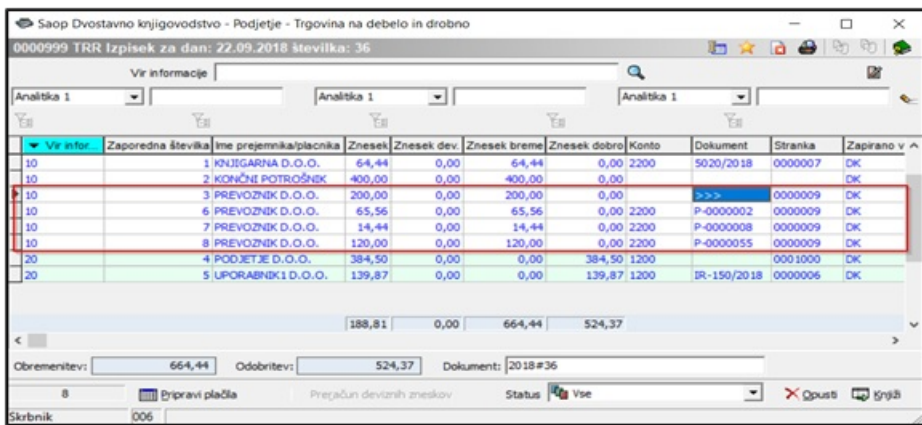 Saop Dvostavno knjigovodstvo - Podjetje - Trgovina na debelo in drobno
0000999 TRR Izpisek za dan: 22.09.2018 številka: 36
Vir informacije
Analitika 1 Analitika 1 Analitika 1
Vir infor... Zaporedna številka Ime prejemnika/placnika Znesek Znesek dev. Znesek breme Znesek dobro Konto Dokument Stranka Zapirano v
10 1 KNJIGARNA D.O.O. 64,44 0,00 64,44 0,00 2200 5020/2018 0000007 DK
10 2 KONČNI POTROŠNIK 400,00 0,00 400,00 0,00 DK
10 3 PREVOZNIK D.O.O. 200,00 0,00 200,00 0,00 >>> 0000009 DK
10 6 PREVOZNIK D.O.O. 65,56 0,00 65,56 0,00 2200 P-0000002 0000009 DK
10 7 PREVOZNIK D.O.O. 14,44 0,00 14,44 0,00 2200 P-0000008 0000009 DK
10 8 PREVOZNIK D.O.O. 120,00 0,00 120,00 0,00 2200 P-0000055 0000009 DK
20 4 PODJETJE D.O.O. 384,50 0,00 0,00 384,50 1200 0001000 DK
20 5 UPORABNIK1 D.O.O. 139,87 0,00 0,00 139,87 1200 IR-150/2018 0000006 DK
188,81 0,00 664,44 524,37
Obremenitev: 664,44 Odobritev: 524,37 Dokument: 2018#36
8 Pripravi plačila Preračun deviznih zneskov Status Vse Opusti Knjiži
Skrbnik 006